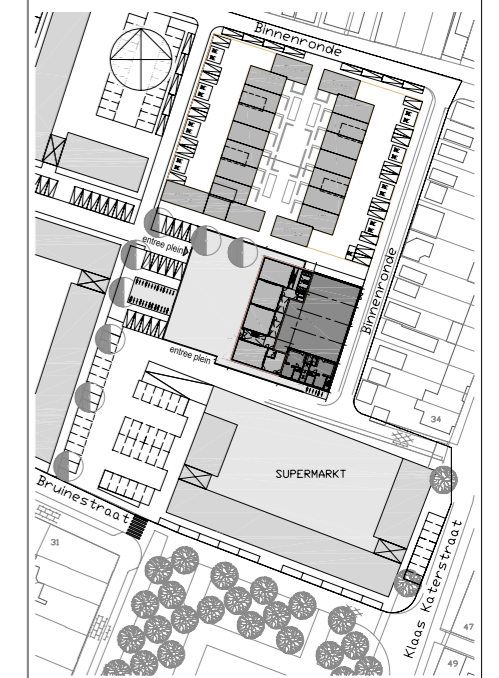 Binnenronde
entree plein
Binnenronde
entree plein
34
SUPERMARKT
Bruinestraat
31
Klaas Katerstraat
47
49